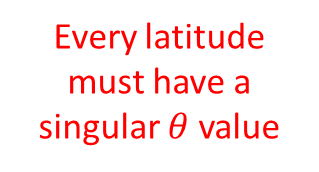 Every latitude
must have a
singular 𝜃 value